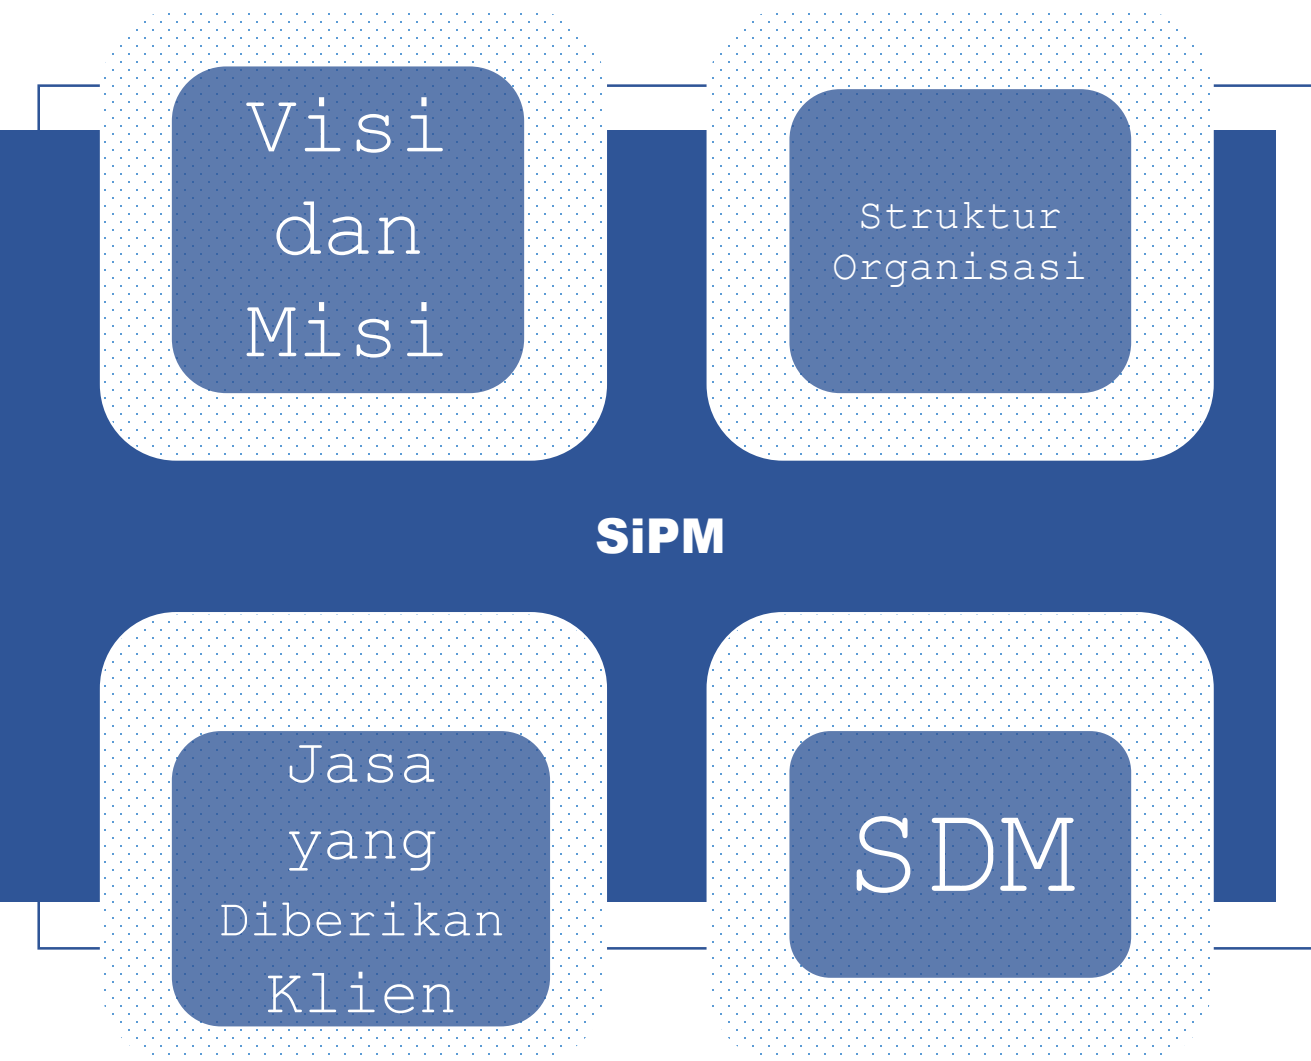 Visi
dan
Misi
Struktur
Organisasi
SiPM
Jasa
yang
Diberikan
Klien
SDM